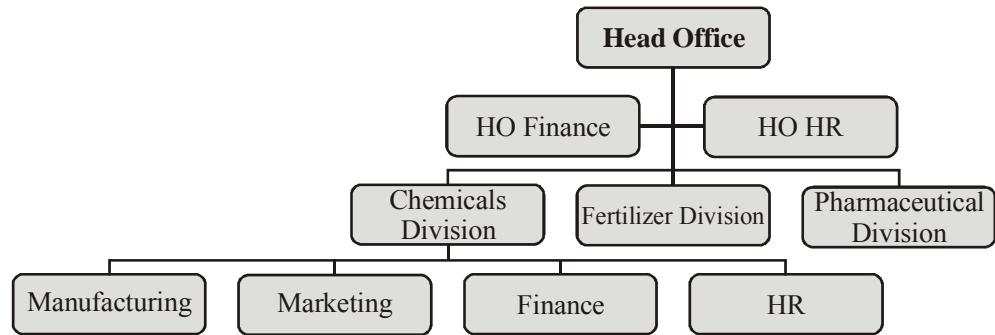 Head Office
HO Finance
HO HR
Chemicals
Division
Fertilizer Division
Pharmaceutical
Division
Manufacturing
Marketing
Finance
HR